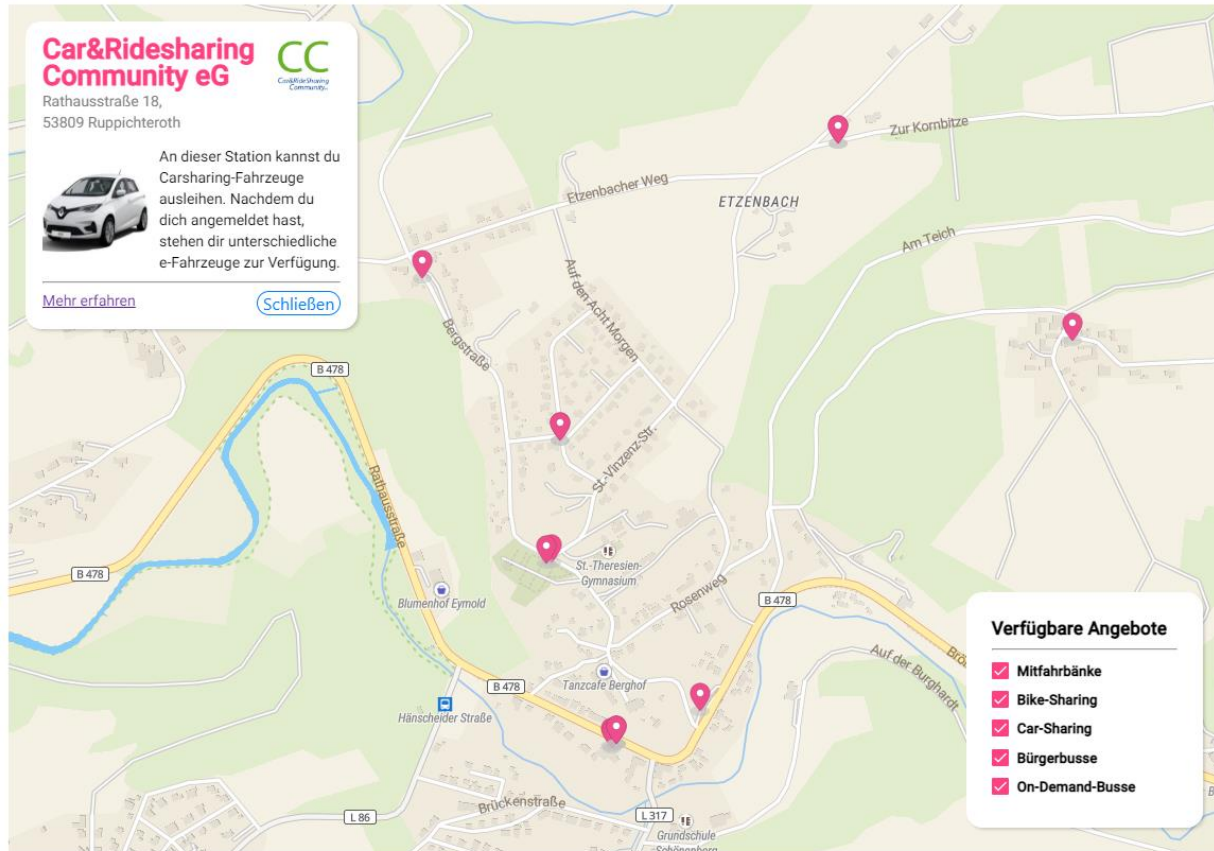 Car&Ridesharing
Community eG
CC
Car&RideSharing
Community eG
Rathausstraße 18,
53809 Ruppichteroth
An dieser Station kannst du
Carsharing-Fahrzeuge
ausleihen. Nachdem du
dich angemeldet hast,
stehen dir unterschiedliche
e-Fahrzeuge zur Verfügung.
Mehr erfahren
Schließen
Zur Kornbitze
Etzenbacher Weg
ETZENBACH
Am Teich
Auf den Acht Morgen
Bergstraße
B 478
St.-Vinzenz-Str.
Rathausstraße
B 478
St.-Theresien-
Gymnasium
Blumenhof Eymold
Rosenweg
B 478
Auf der Burghardt
Tanzcafe Berghof
B 478
Hänscheider Straße
Brückenstraße
L 86
L 317
Grundschule
Schönenberg
Verfügbare Angebote
Mitfahrbänke
Bike-Sharing
Car-Sharing
Bürgerbusse
On-Demand-Busse